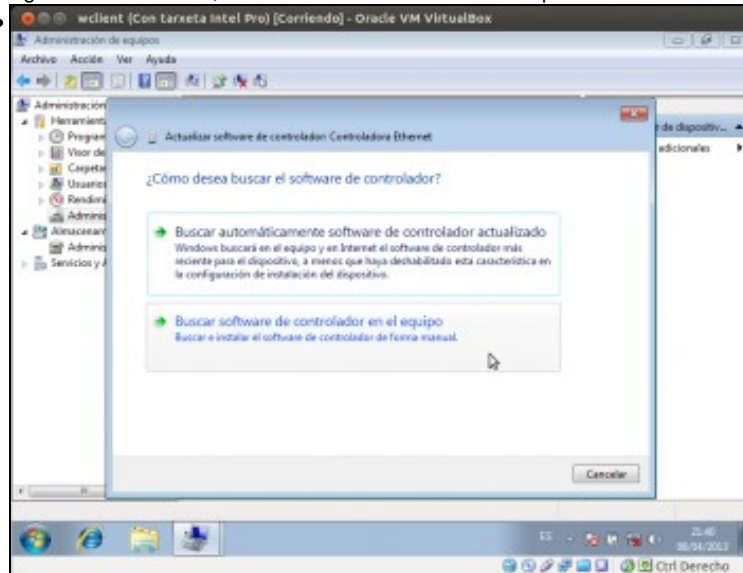 wclient (Con tarxeta Intel Pro) [Corriendo] - Oracle VM VirtualBox
Administración de equipos
Archivo Acción Ver Ayuda
Administración
Herramient
Program
Visor de
Carpeta
Usuarios
Rendimi
Adminis
Almacenam
Adminis
Servicios y A
r de dispositiv...
adicionales
Actualizar software de controlador: Controladora Ethernet
¿Cómo desea buscar el software de controlador?
Buscar automáticamente software de controlador actualizado
Windows buscará en el equipo y en Internet el software de controlador más
reciente para el dispositivo, a menos que haya deshabilitado esta característica en
la configuración de instalación del dispositivo.
Buscar software de controlador en el equipo
Buscar e instalar el software de controlador de forma manual.
Cancelar
ES
21:40
08/04/2013
Ctrl Derecho